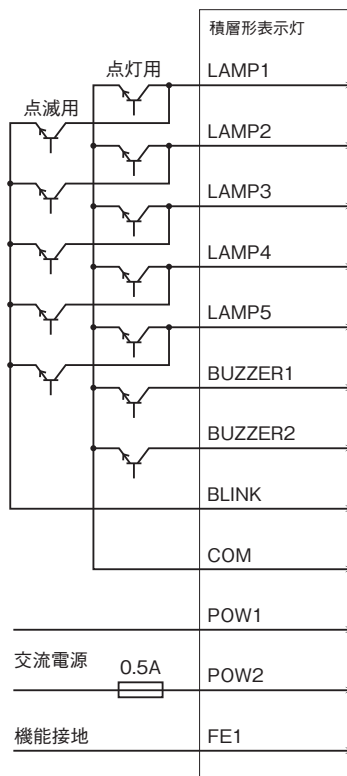 積層形表示灯
点灯用
LAMP1
点滅用
LAMP2
LAMP3
LAMP4
LAMP5
BUZZER1
BUZZER2
BLINK
COM
POW1
交流電源
0.5A
POW2
機能接地
FE1